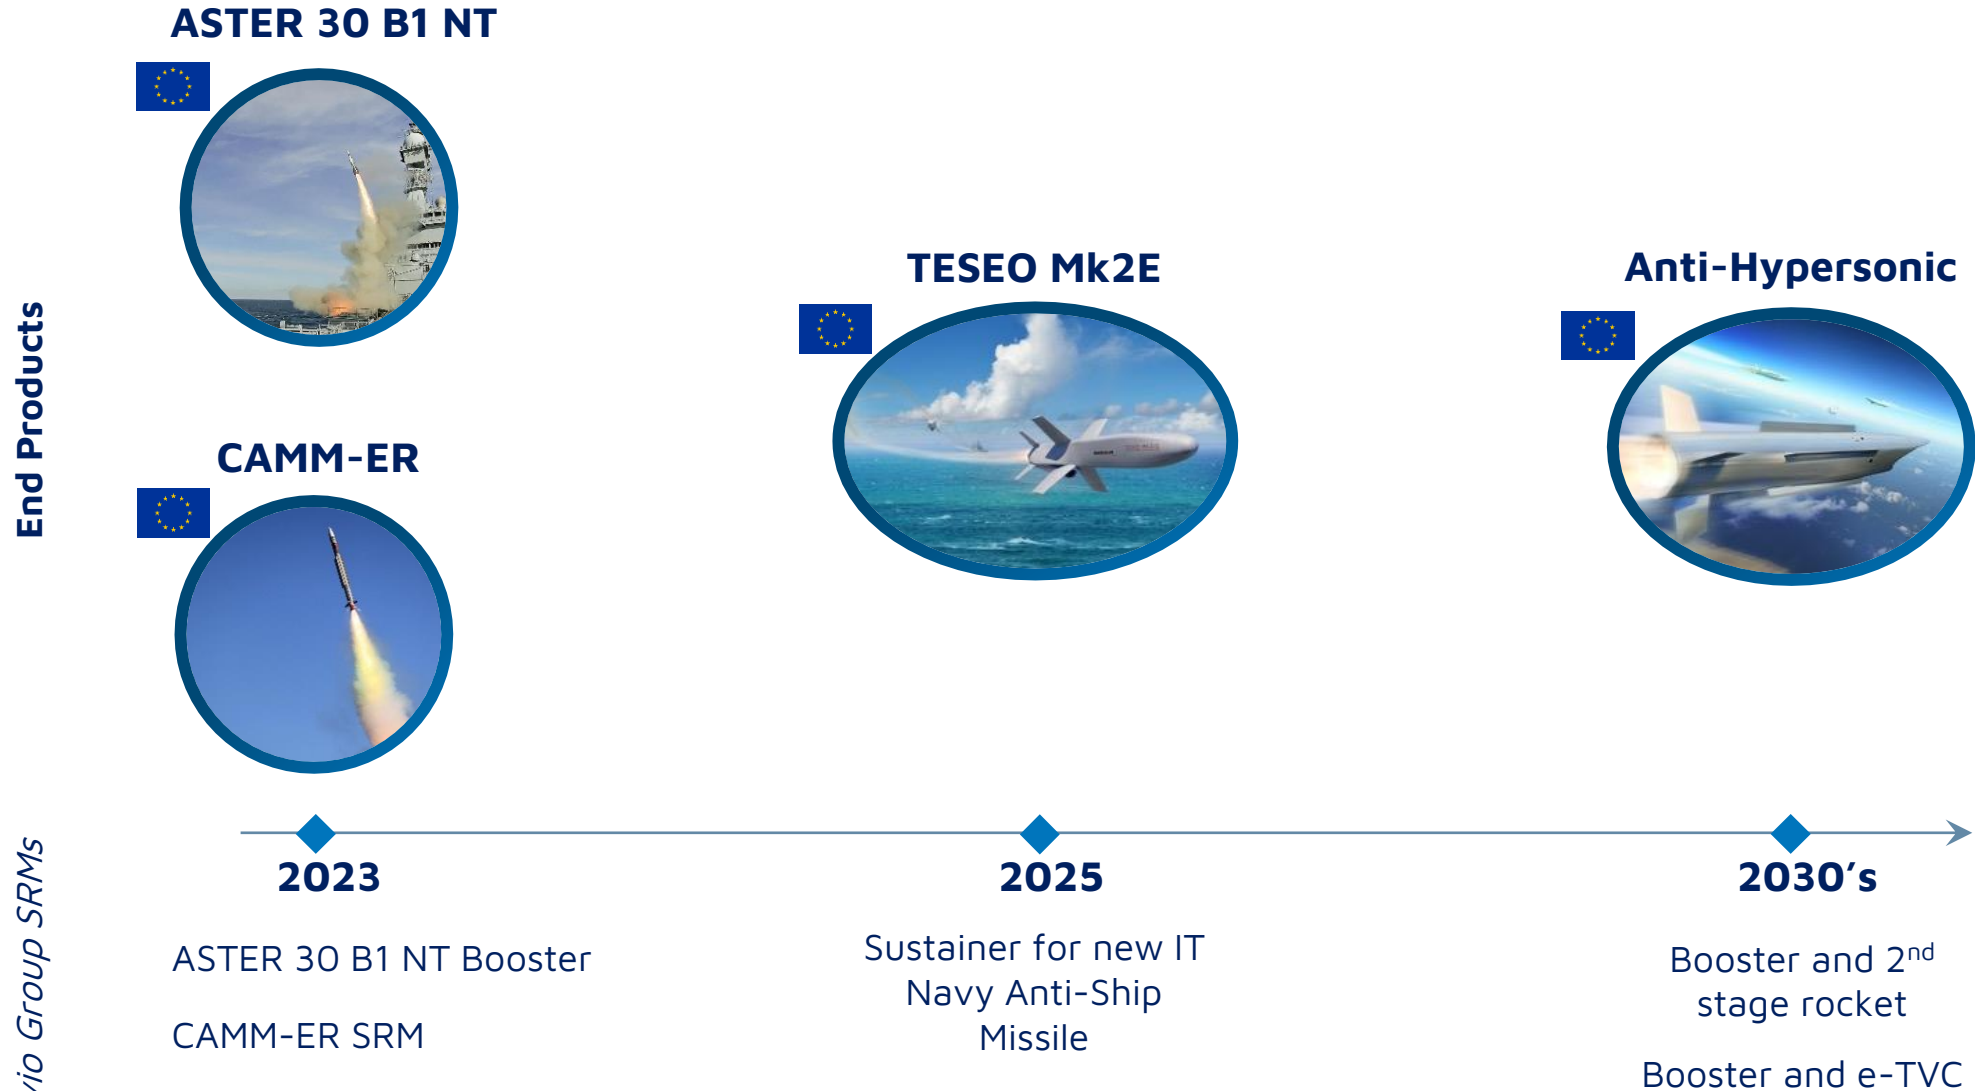 ASTER 30 B1 NT
TESEO Mk2E
Anti-Hypersonic
End Products
CAMM-ER
2023
2025
2030’s
Group SRMs
ASTER 30 B1 NT Booster
CAMM-ER SRM
Sustainer for new IT
Navy Anti-Ship
Missile
Booster and 2nd
stage rocket
Booster and e-TVC